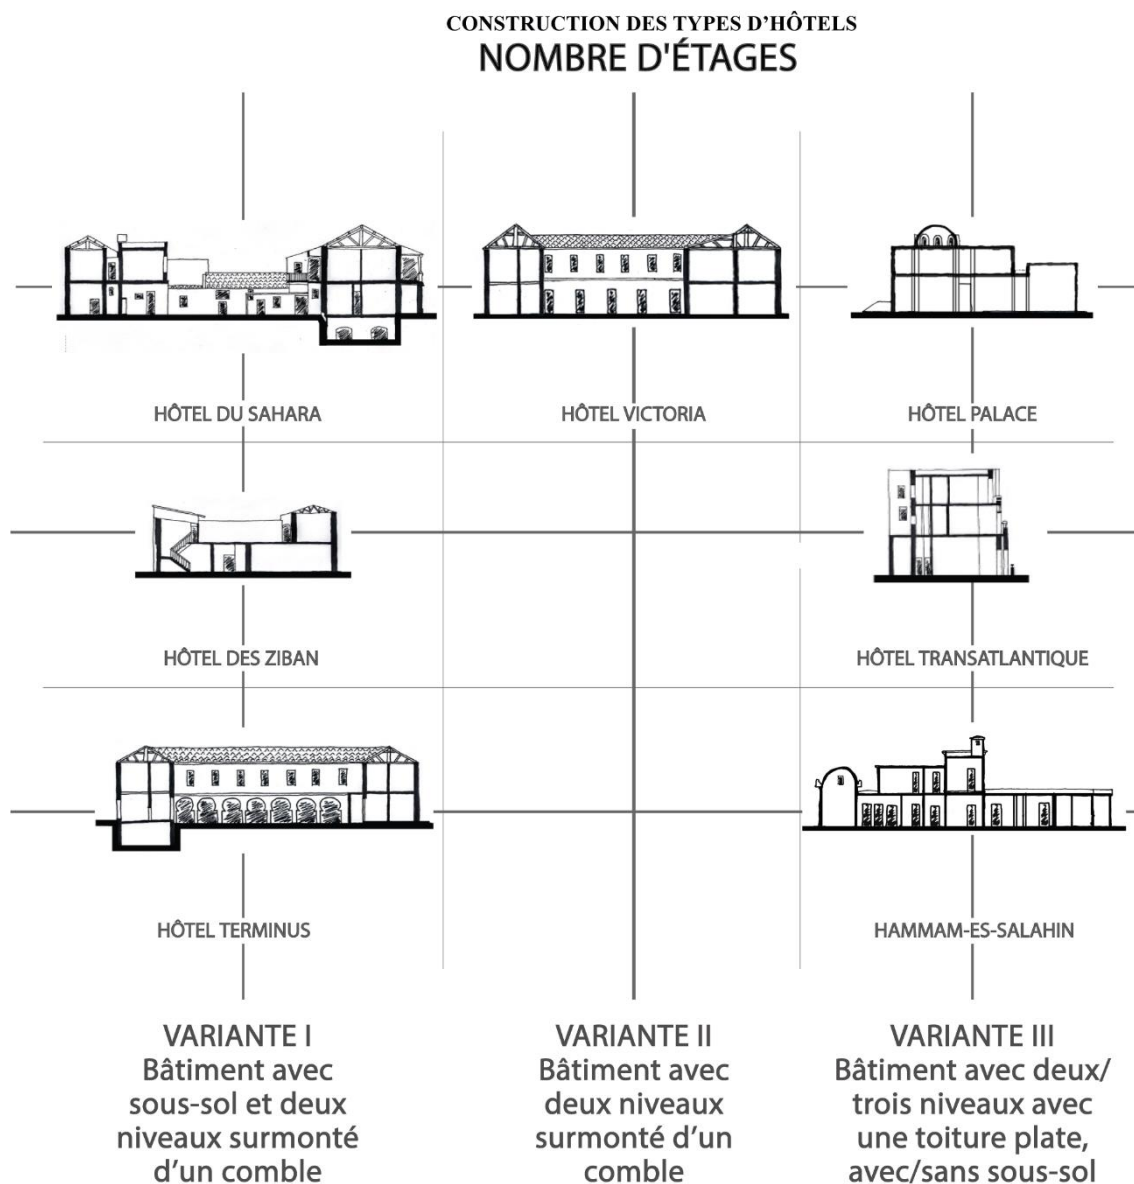 CONSTRUCTION DES TYPES D’HÔTELS
NOMBRE D'ÉTAGES
HÔTEL DU SAHARA
HÔTEL VICTORIA
HÔTEL PALACE
HÔTEL DES ZIBAN
HÔTEL TRANSATLANTIQUE
HÔTEL TERMINUS
HAMMAM-ES-SALAHIN
VARIANTE I
Bâtiment avec
sous-sol et deux
niveaux surmonté
d’un comble
VARIANTE II
Bâtiment avec
deux niveaux
surmonté d’un
comble
VARIANTE III
Bâtiment avec deux/
trois niveaux avec
une toiture plate,
avec/sans sous-sol